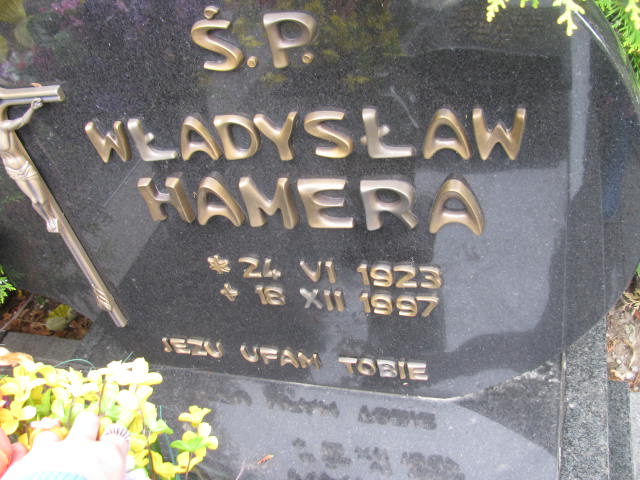 Ś.P.
WŁADYSŁAW
HAMERA
* 24 VI 1923
+ 18 XII 1997
JEZU UFAM TOBIE